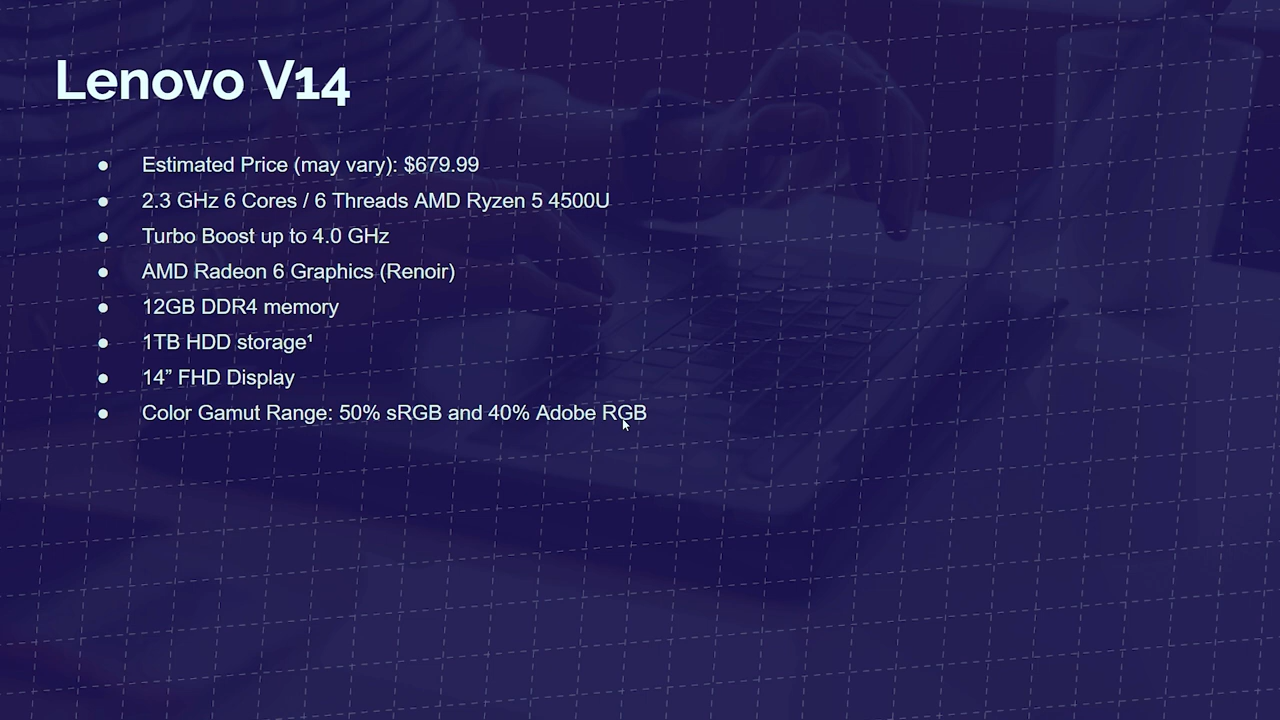 Lenovo V14
● Estimated Price (may vary): $679.99
● 2.3 GHz 6 Cores / 6 Threads AMD Ryzen 5 4500U
● Turbo Boost up to 4.0 GHz
● AMD Radeon 6 Graphics (Renoir)
● 12GB DDR4 memory
● 1TB HDD storage¹
● 14” FHD Display
● Color Gamut Range: 50% sRGB and 40% Adobe RGB